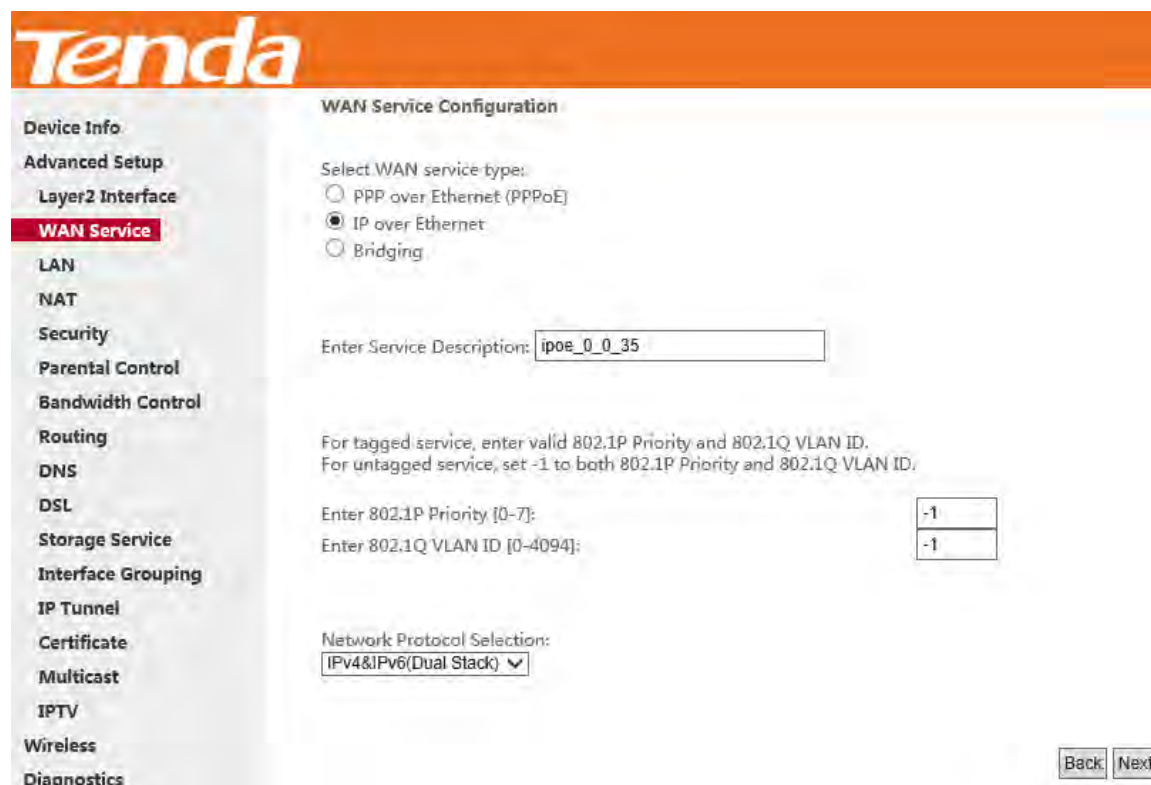 Tenda
Device Info
Advanced Setup
Layer2 Interface
WAN Service
LAN
NAT
Security
Parental Control
Bandwidth Control
Routing
DNS
DSL
Storage Service
Interface Grouping
IP Tunnel
Certificate
Multicast
IPTV
Wireless
Diagnostics
WAN Service Configuration
Select WAN service type:
PPP over Ethernet (PPPoE)
IP over Ethernet
Bridging
Enter Service Description: ipoe_0_0_35
For tagged service, enter valid 802.1P Priority and 802.1Q VLAN ID.
For untagged service, set -1 to both 802.1P Priority and 802.1Q VLAN ID.
Enter 802.1P Priority [0-7]: -1
Enter 802.1Q VLAN ID [0-4094]: -1
Network Protocol Selection:
IPv4&IPv6(Dual Stack)
Back Next